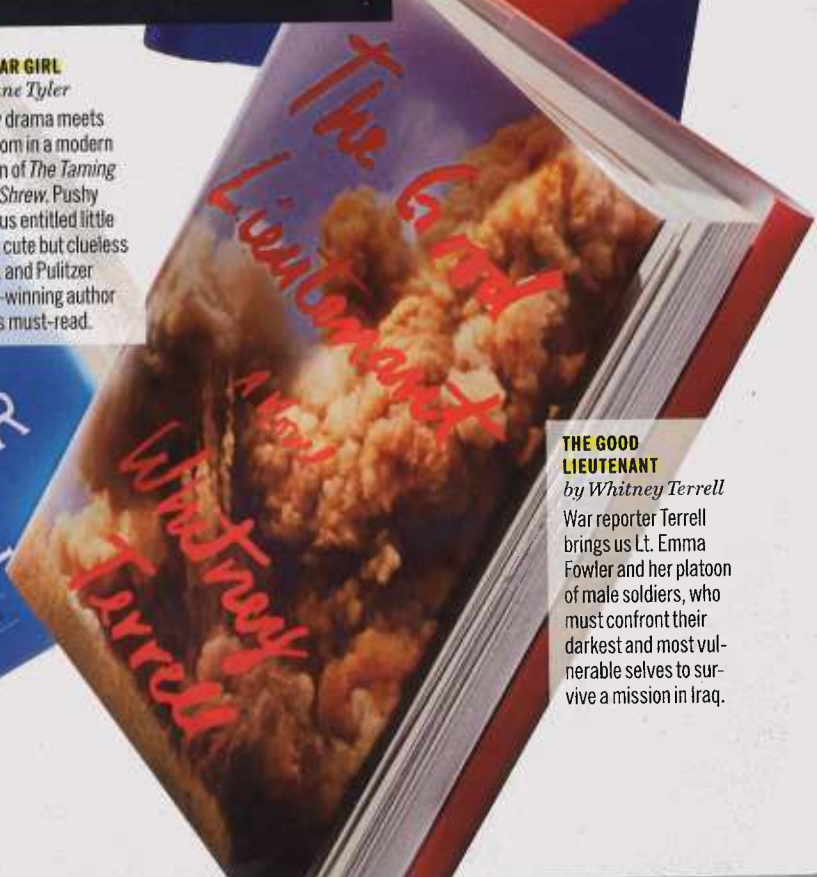 AR GIRL
ne Tyler
drama meets
om in a modern
n of The Taming
Shrew. Pushy
us entitled little
cute but clueless
, and Pulitzer
-winning author
s must-read.
R
The Good
Lieutenant
A Novel
Whitney
Terrell
THE GOOD
LIEUTENANT
by Whitney Terrell
War reporter Terrell
brings us Lt. Emma
Fowler and her platoon
of male soldiers, who
must confront their
darkest and most vul-
nerable selves to sur-
vive a mission in Iraq.